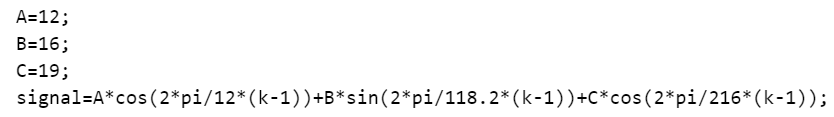 A=12;
B=16;
C=19;
signal=A*cos(2*pi/12*(k-1))+B*sin(2*pi/118.2*(k-1))+C*cos(2*pi/216*(k-1));